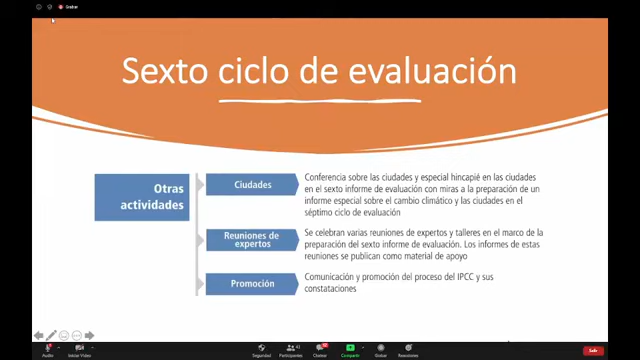 Grabar
Sexto ciclo de evaluación
Otras
actividades
Ciudades
Conferencia sobre las ciudades y especial hincapié en las ciudades
en el sexto informe de evaluación con miras a la preparación de un
informe especial sobre el cambio climático y las ciudades en el
séptimo ciclo de evaluación
Reuniones de
expertos
Se celebran varias reuniones de expertos y talleres en el marco de la
preparación del sexto informe de evaluación. Los informes de estas
reuniones se publican como material de apoyo
Promoción
Comunicación y promoción del proceso del IPCC y sus
constataciones
Audio
Iniciar Video
Seguridad
Participantes
Chatear
Compartir
Grabar
Reacciones
Salir